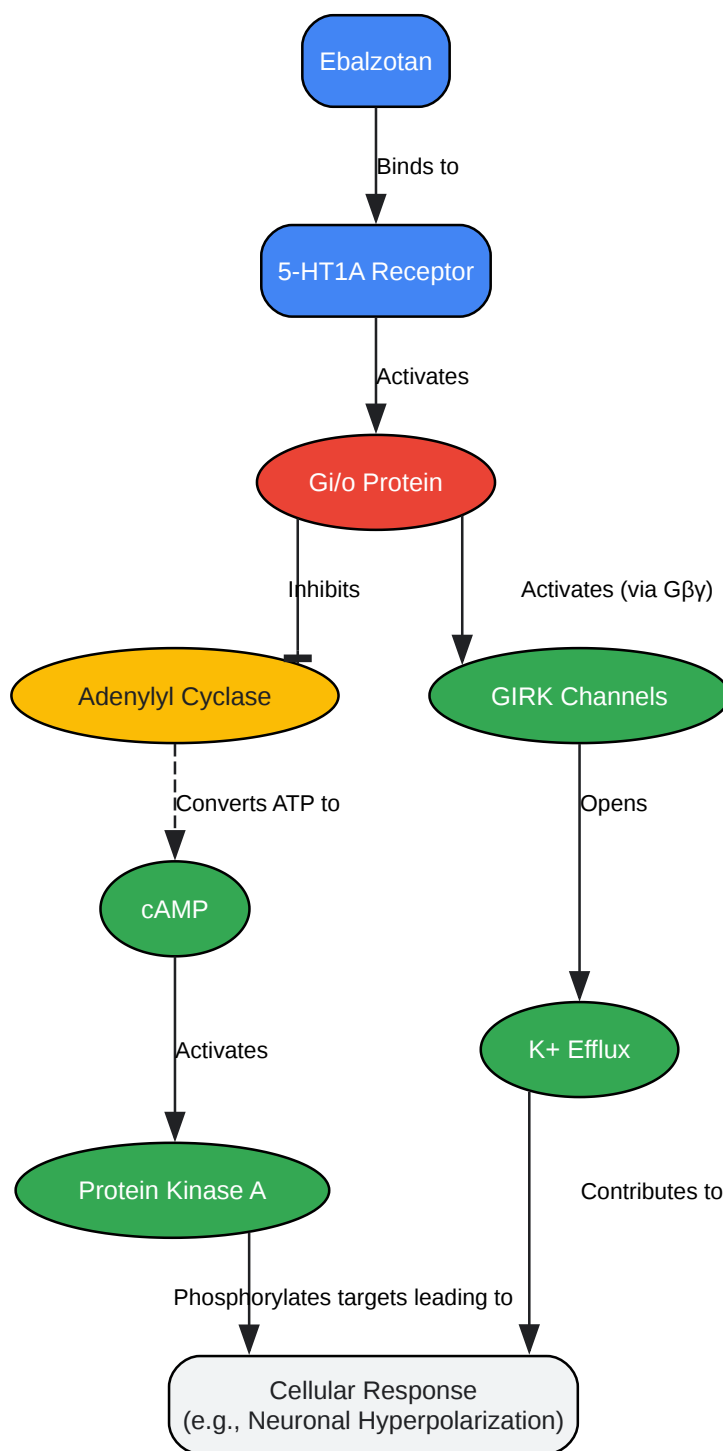 Ebalzotan
Binds to
5-HT1A Receptor
Activates
Gi/o Protein
Inhibits
Activates (via Gβγ)
Adenylyl Cyclase
GIRK Channels
Converts ATP to
Opens
cAMP
Activates
K+ Efflux
Protein Kinase A
Contributes to
Phosphorylates targets leading to
Cellular Response
(e.g., Neuronal Hyperpolarization)